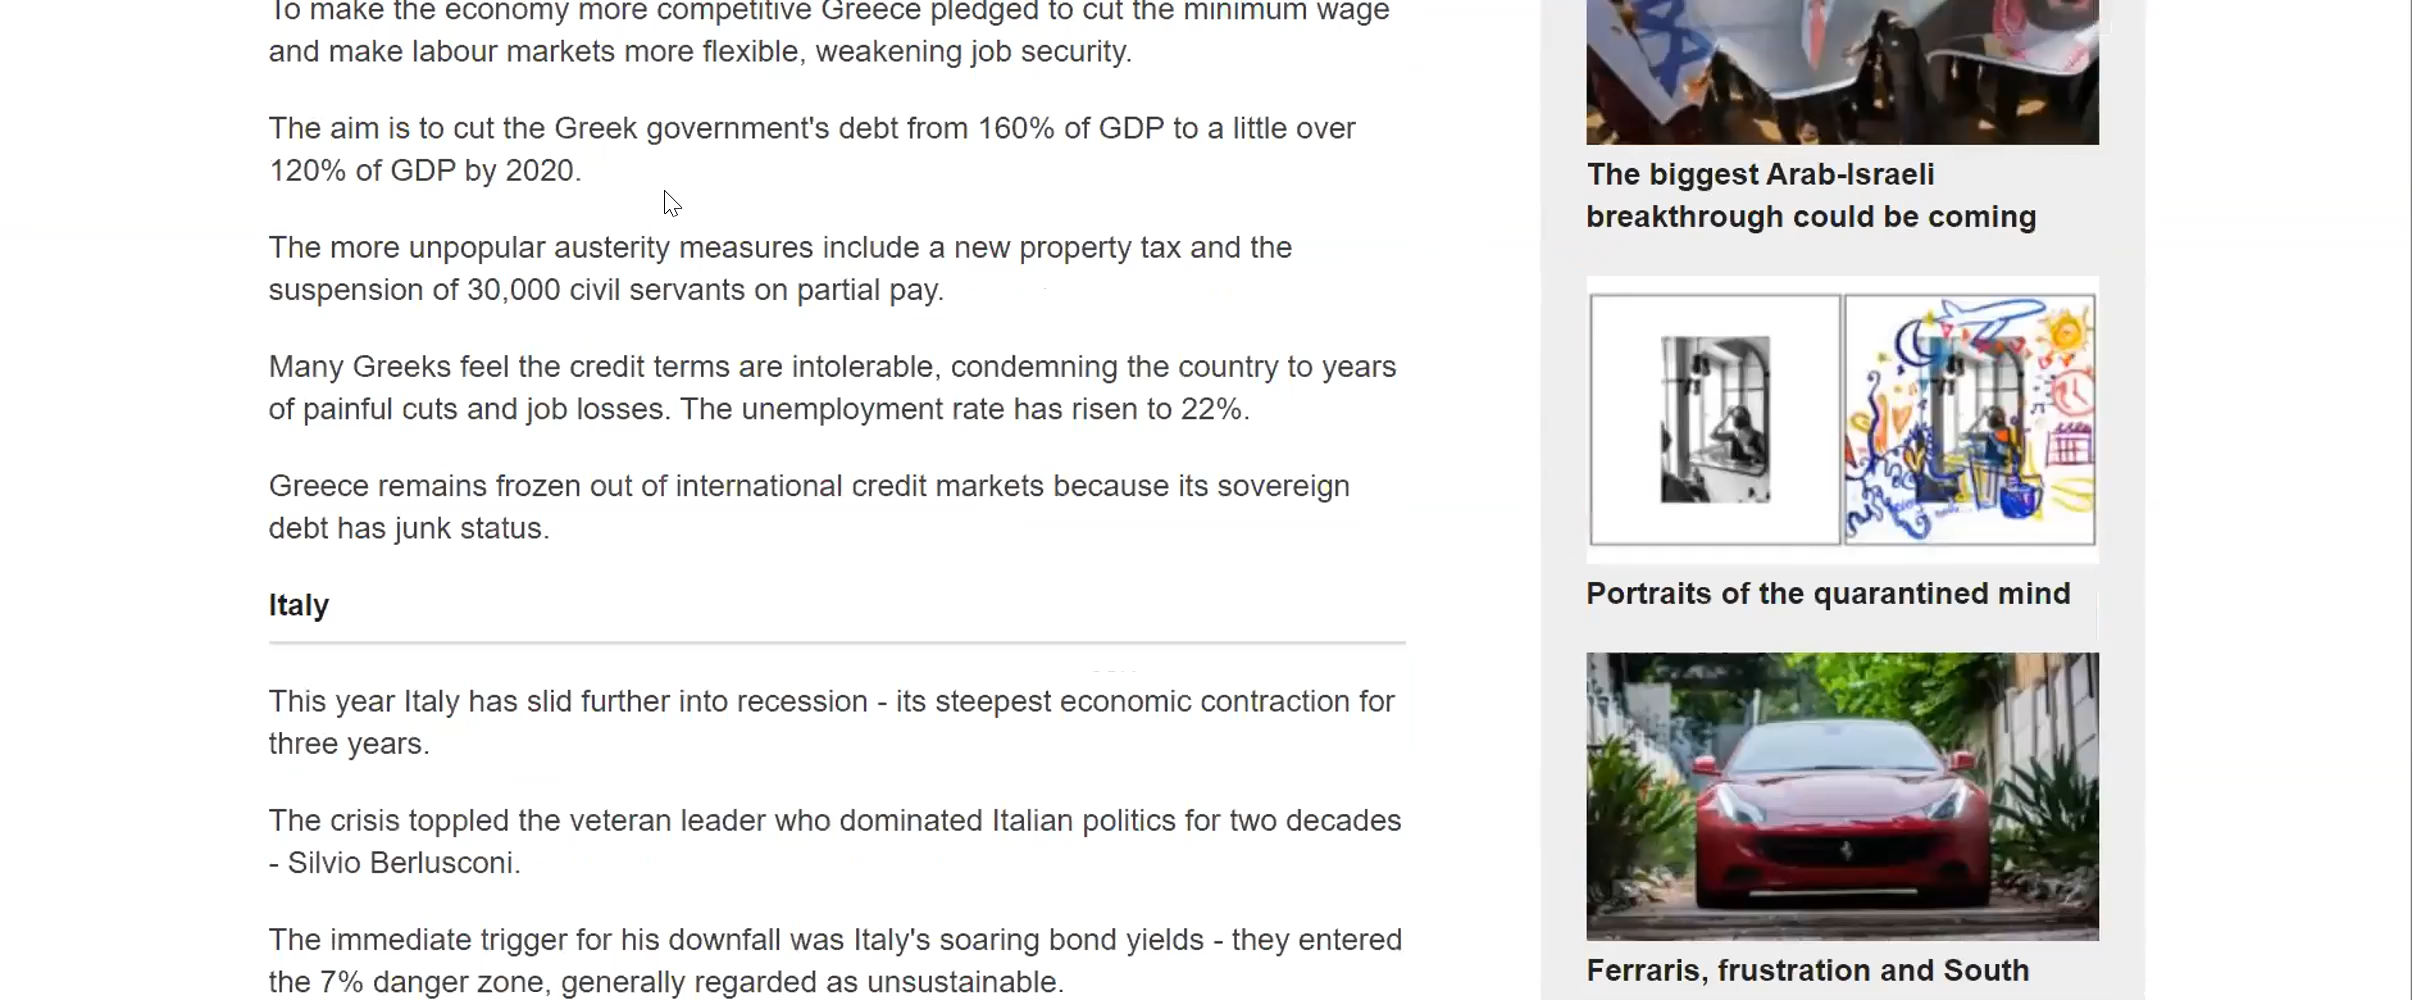 To make the economy more competitive Greece pledged to cut the minimum wage
and make labour markets more flexible, weakening job security.
The aim is to cut the Greek government's debt from 160% of GDP to a little over
120% of GDP by 2020.
The more unpopular austerity measures include a new property tax and the
suspension of 30,000 civil servants on partial pay.
Many Greeks feel the credit terms are intolerable, condemning the country to years
of painful cuts and job losses. The unemployment rate has risen to 22%.
Greece remains frozen out of international credit markets because its sovereign
debt has junk status.
Italy
This year Italy has slid further into recession - its steepest economic contraction for
three years.
The crisis toppled the veteran leader who dominated Italian politics for two decades
- Silvio Berlusconi.
The immediate trigger for his downfall was Italy's soaring bond yields - they entered
the 7% danger zone, generally regarded as unsustainable.
The biggest Arab-Israeli
breakthrough could be coming
Portraits of the quarantined mind
Ferraris, frustration and South